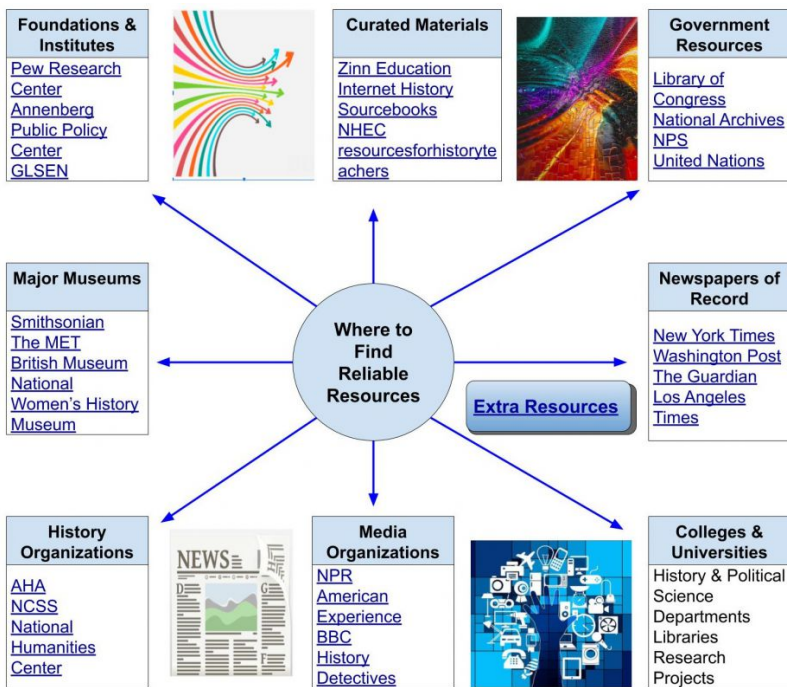 Foundations &
Institutes
Pew Research
Center
Annenberg
Public Policy
Center
GLSEN
Curated Materials
Zinn Education
Internet History
Sourcebooks
NHEC
resourcesforhistoryte
achers
Government
Resources
Library of
Congress
National Archives
NPS
United Nations
Major Museums
Smithsonian
The MET
British Museum
National
Women's History
Museum
Where to
Find
Reliable
Resources
Newspapers of
Record
New York Times
Washington Post
The Guardian
Los Angeles
Times
Extra Resources
History
Organizations
AHA
NCSS
National
Humanities
Center
NEWS
D
G
F
Media
Organizations
NPR
American
Experience
BBC
History
Detectives
Colleges &
Universities
History & Political
Science
Departments
Libraries
Research
Projects